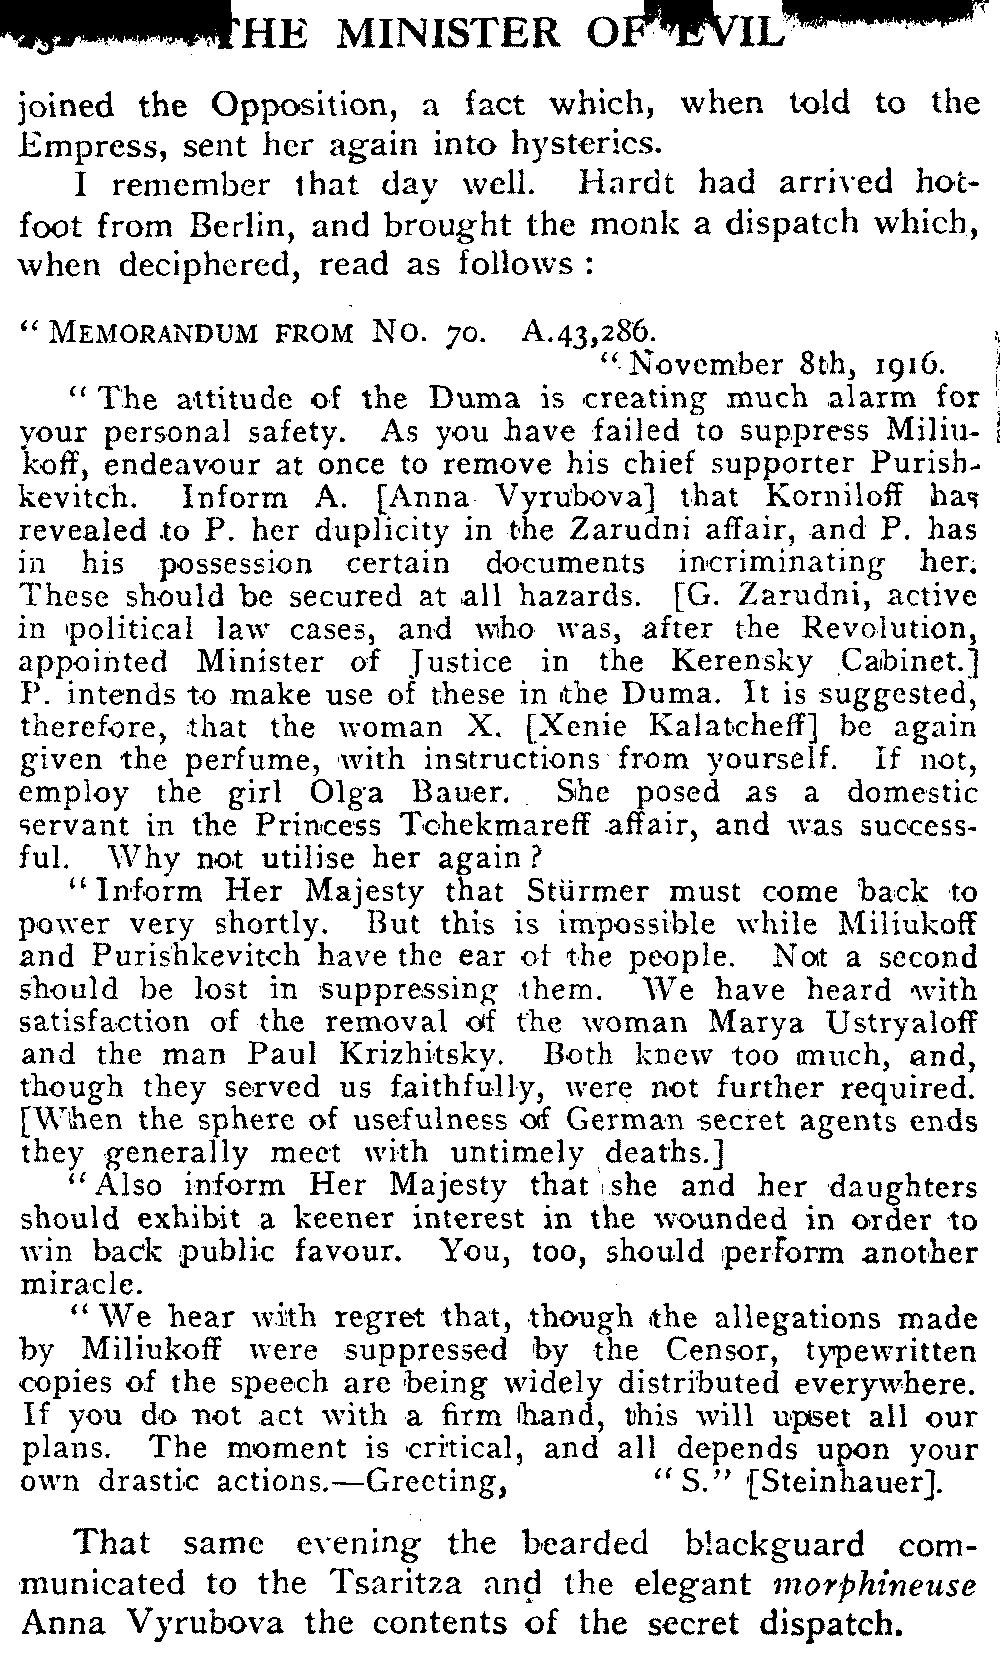 THE MINISTER OF EVIL
joined the Opposition, a fact which, when told to the
Empress, sent her again into hysterics.
I remember that day well. Hardt had arrived hot-
foot from Berlin, and brought the monk a dispatch which,
when deciphered, read as follows :
“ MEMORANDUM FROM NO. 70. A.43,286.
“ November 8th, 1916.
“ The attitude of the Duma is creating much alarm for
your personal safety. As you have failed to suppress Miliu-
koff, endeavour at once to remove his chief supporter Purish-
kevitch. Inform A. [Anna Vyrubova] that Korniloff has
revealed to P. her duplicity in the Zarudni affair, and P. has
in his possession certain documents incriminating her.
These should be secured at all hazards. [G. Zarudni, active
in political law cases, and who was, after the Revolution,
appointed Minister of Justice in the Kerensky Cabinet.]
P. intends to make use of these in the Duma. It is suggested,
therefore, that the woman X. [Xenie Kalatcheff] be again
given the perfume, with instructions from yourself. If not,
employ the girl Olga Bauer. She posed as a domestic
servant in the Princess Tchekmareff affair, and was success-
ful. Why not utilise her again ?
“ Inform Her Majesty that Stürmer must come back to
power very shortly. But this is impossible while Miliukoff
and Purishkevitch have the ear of the people. Not a second
should be lost in suppressing them. We have heard with
satisfaction of the removal of the woman Marya Ustryaloff
and the man Paul Krizhitsky. Both knew too much, and,
though they served us faithfully, were not further required.
[When the sphere of usefulness of German secret agents ends
they generally meet with untimely deaths.]
“ Also inform Her Majesty that she and her daughters
should exhibit a keener interest in the wounded in order to
win back public favour. You, too, should perform another
miracle.
“ We hear with regret that, though the allegations made
by Miliukoff were suppressed by the Censor, typewritten
copies of the speech are being widely distributed everywhere.
If you do not act with a firm hand, this will upset all our
plans. The moment is critical, and all depends upon your
own drastic actions.—Greeting, “ S.” [Steinhauer].
That same evening the bearded blackguard com-
municated to the Tsaritza and the elegant morphineuse
Anna Vyrubova the contents of the secret dispatch.